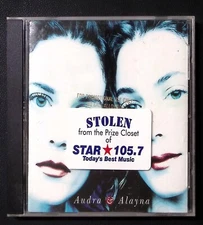 STOLEN
from the Prize Closet
of
STAR★105.7
Today's Best Music
Audra & Alayna